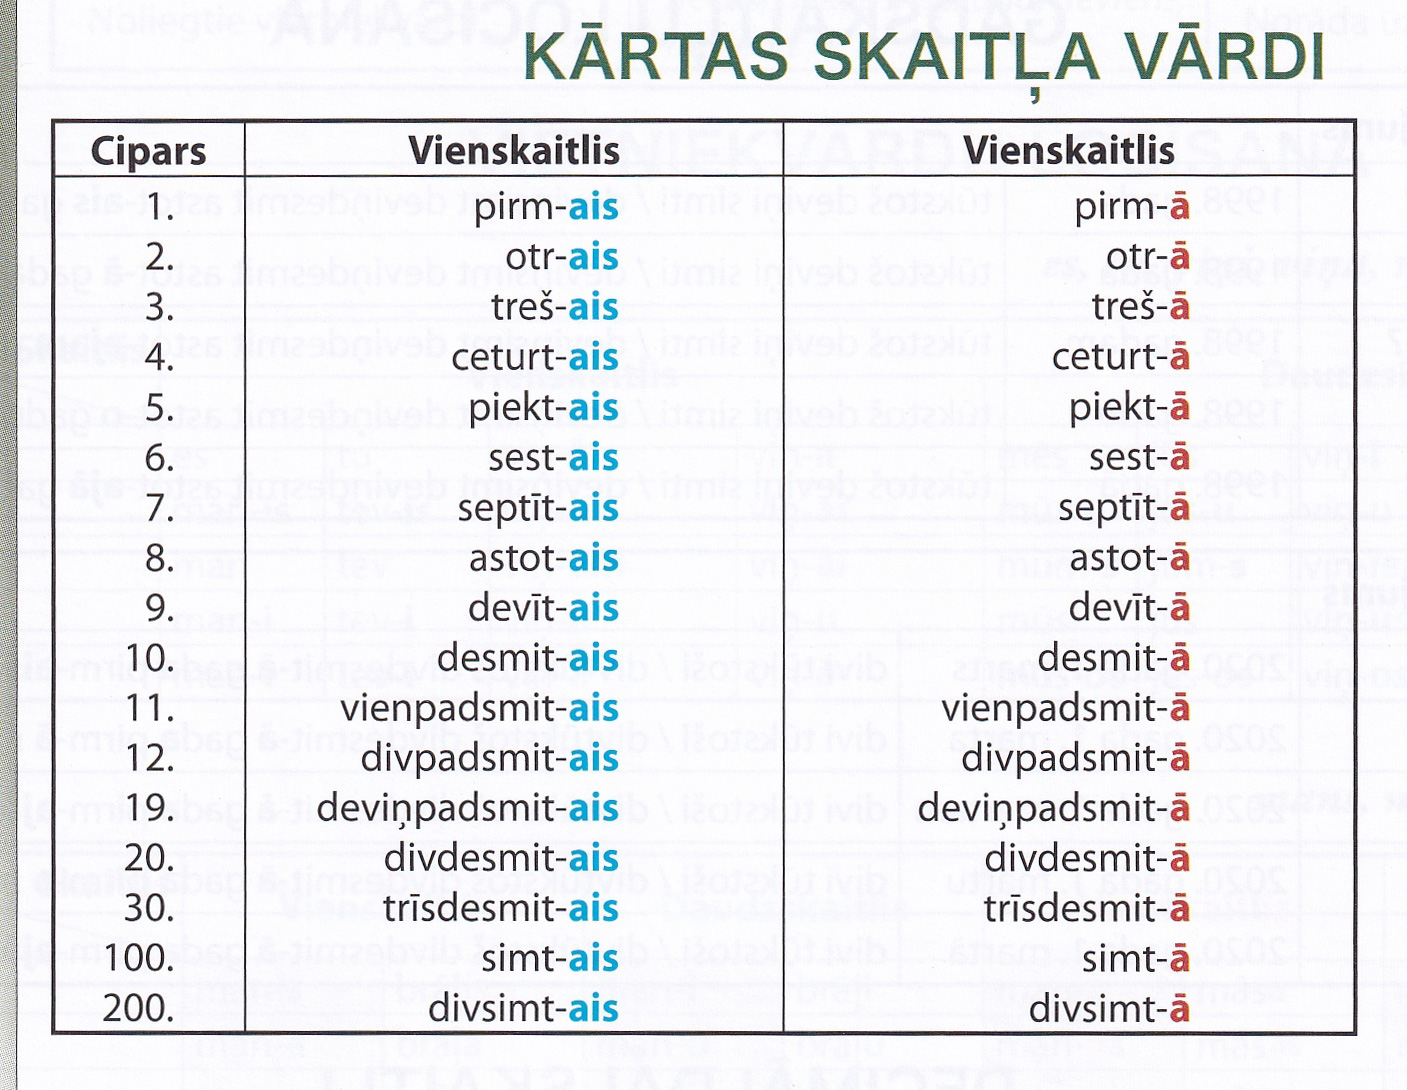 KĀRTAS SKAITĻA VĀRDI
Cipars Vienskaitlis Vienskaitlis
1. pirm-ais pirm-ā
2. otr-ais otr-ā
3. treš-ais treš-ā
4. ceturt-ais ceturt-ā
5. piekt-ais piekt-ā
6. sest-ais sest-ā
7. septīt-ais septīt-ā
8. astot-ais astot-ā
9. devīt-ais devīt-ā
10. desmit-ais desmit-ā
11. vienpadsmit-ais vienpadsmit-ā
12. divpadsmit-ais divpadsmit-ā
19. deviņpadsmit-ais deviņpadsmit-ā
20. divdesmit-ais divdesmit-ā
30. trīsdesmit-ais trīsdesmit-ā
100. simt-ais simt-ā
200. divsimt-ais divsimt-ā